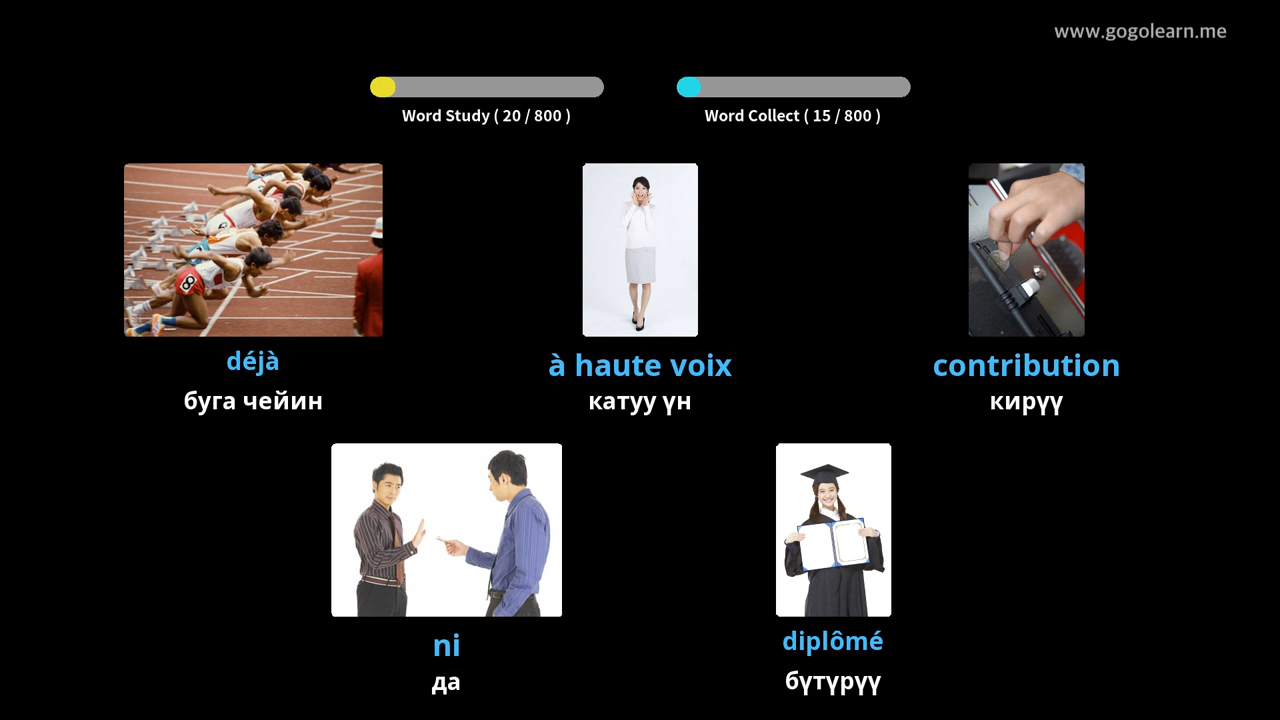 www.gogolearn.me
Word Study ( 20 / 800 )
Word Collect ( 15 / 800 )
déjà
буга чейин
à haute voix
катуу үн
contribution
кирүү
ni
да
diplômé
бүтүрүү